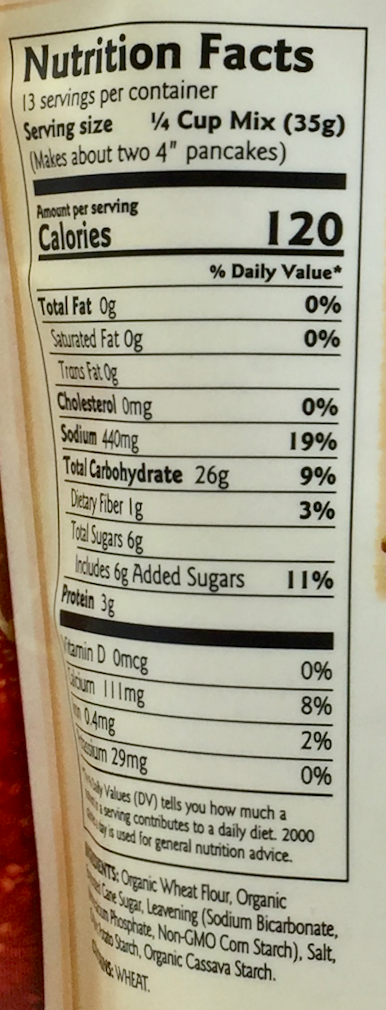 Nutrition Facts
13 servings per container
Serving size ¼ Cup Mix (35g)
(Makes about two 4" pancakes)
Amount per serving
Calories 120
% Daily Value*
Total Fat 0g 0%
Saturated Fat 0g 0%
Trans Fat 0g
Cholesterol 0mg 0%
Sodium 440mg 19%
Total Carbohydrate 26g 9%
Dietary Fiber 1g 3%
Total Sugars 6g
Includes 6g Added Sugars 11%
Protein 3g
Vitamin D 0mcg 0%
Calcium 111mg 8%
0.4mg 2%
29mg 0%
Daily Values (DV) tells you how much a
a serving contributes to a daily diet. 2000
day is used for general nutrition advice.
Organic Wheat Flour, Organic
Cane Sugar, Leavening (Sodium Bicarbonate,
Phosphate, Non-GMO Corn Starch), Salt,
Starch, Organic Cassava Starch.
WHEAT.